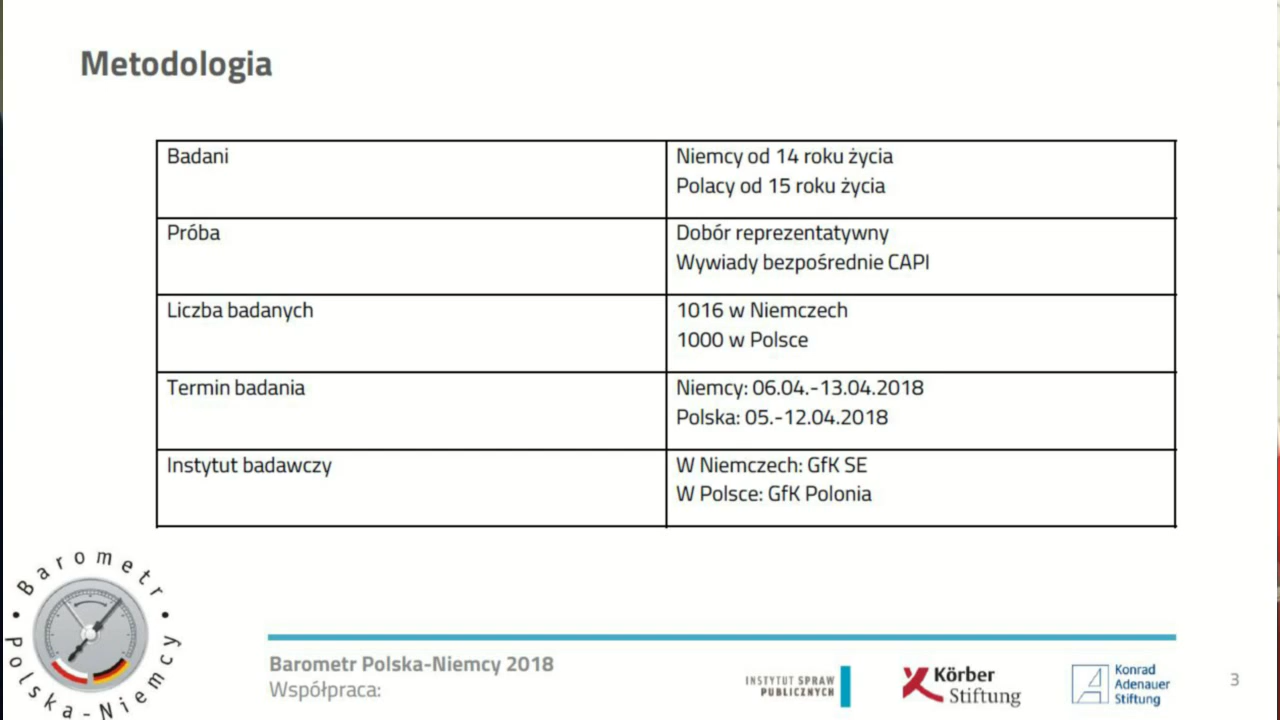 Metodologia
Badani
Niemcy od 14 roku życia
Polacy od 15 roku życia
Próba
Dobór reprezentatywny
Wywiady bezpośrednie CAPI
Liczba badanych
1016 w Niemczech
1000 w Polsce
Termin badania
Niemcy: 06.04.-13.04.2018
Polska: 05.-12.04.2018
Instytut badawczy
W Niemczech: GfK SE
W Polsce: GfK Polonia
• Barometr •
Polska-Niemcy
Barometr Polska-Niemcy 2018
Współpraca:
INSTYTUT SPRAW
PUBLICZNYCH
Körber
Stiftung
Konrad
Adenauer
Stiftung
3